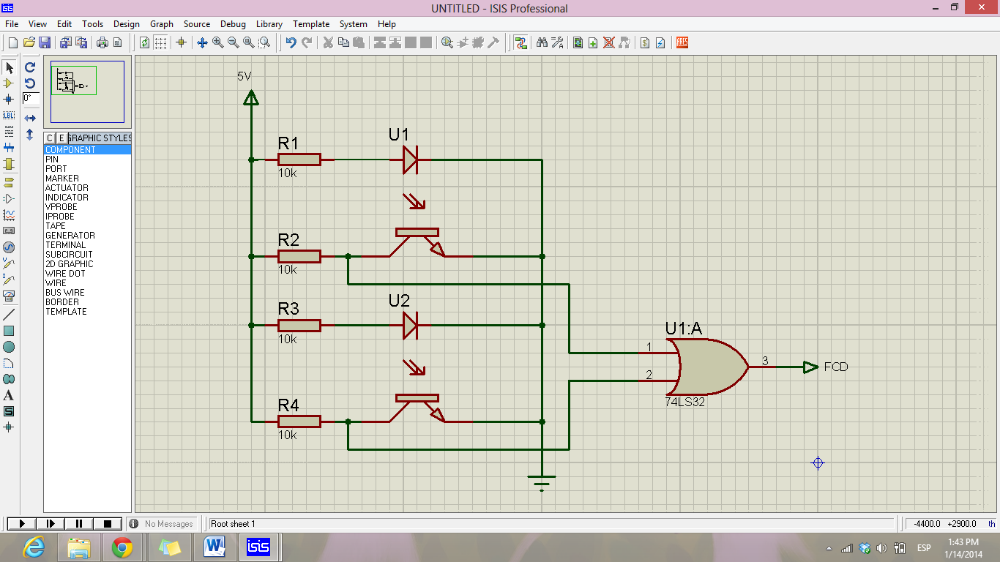 UNTITLED - ISIS Professional
File View Edit Tools Design Graph Source Debug Library Template System Help
C E GRAPHIC STYLES
COMPONENT
PIN
PORT
MARKER
ACTUATOR
INDICATOR
VPROBE
IPROBE
TAPE
GENERATOR
TERMINAL
SUBCIRCUIT
2D GRAPHIC
WIRE DOT
WIRE
BUS WIRE
BORDER
TEMPLATE
0°
LBL
A
S
ARES
5V
R1
10k
U1
R2
10k
R3
10k
U2
R4
10k
U1:A
1
2
3
74LS32
FCD
No Messages
Root sheet 1
-4400.0 +2900.0 th
isis
ESP
1:43 PM
1/14/2014